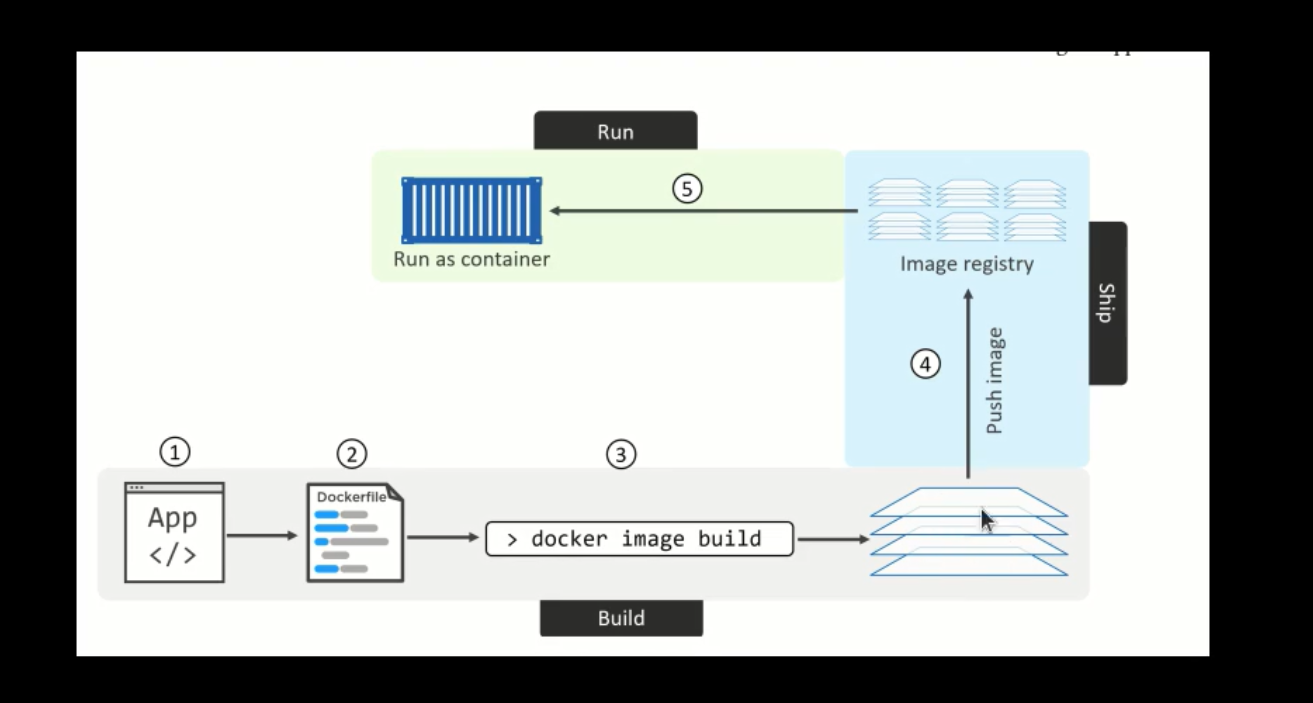 Run
5
Run as container
Image registry
Ship
4
Push image
1
2
3
App
</>
Dockerfile
> docker image build
Build